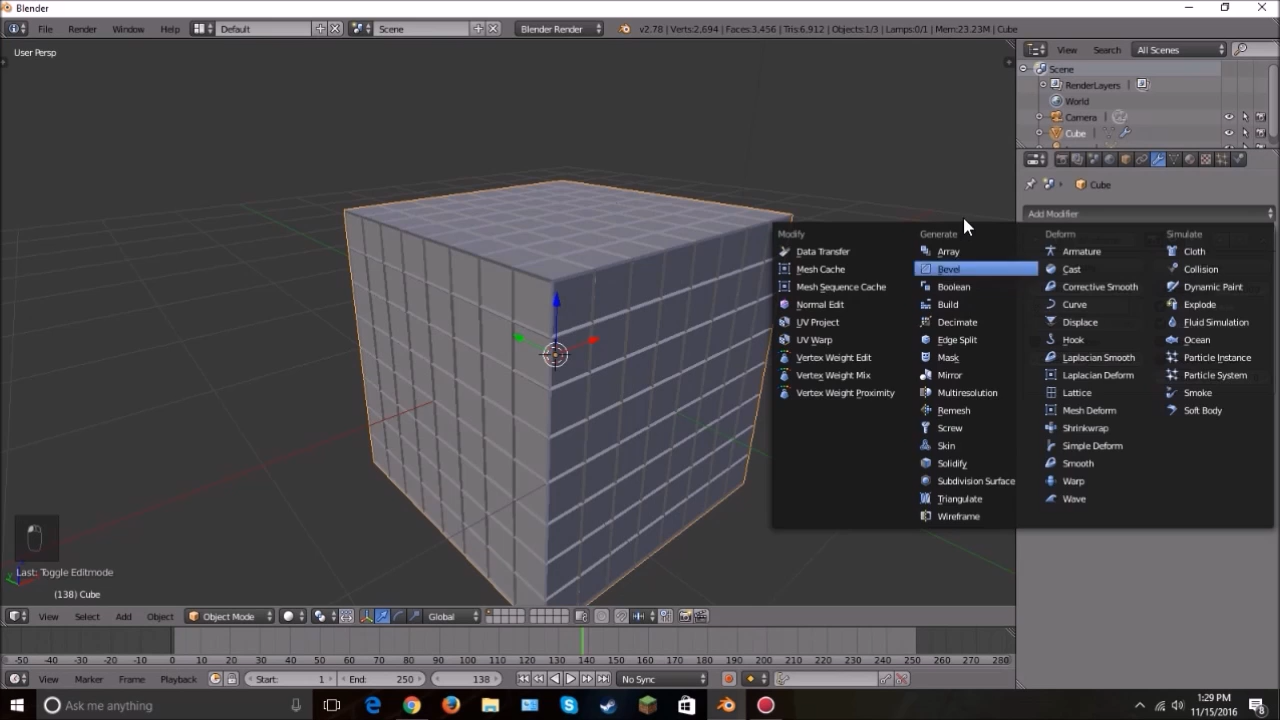 Blender
File Render Window Help Default Scene Blender Render v2.78 | Verts:2,694 | Faces:3,456 | Tris:6,912 | Objects:1/3 | Lamps:0/1 | Mem:23.23M | Cube
User Persp
View Search All Scenes
Scene
RenderLayers
World
Camera
Cube
Cube
Add Modifier
Modify Generate Deform Simulate
Data Transfer Array Armature Cloth
Mesh Cache Bevel Cast Collision
Mesh Sequence Cache Boolean Corrective Smooth Dynamic Paint
Normal Edit Build Curve Explode
UV Project Decimate Displace Fluid Simulation
UV Warp Edge Split Hook Ocean
Vertex Weight Edit Mask Laplacian Smooth Particle Instance
Vertex Weight Mix Mirror Laplacian Deform Particle System
Vertex Weight Proximity Multiresolution Lattice Smoke
Remesh Mesh Deform Soft Body
Screw Shrinkwrap
Skin Simple Deform
Solidify Smooth
Subdivision Surface Warp
Triangulate Wave
Wireframe
Last: Toggle Editmode
(138) Cube
View Select Add Object Object Mode Global
-50 -40 -30 -20 -10 0 10 20 30 40 50 60 70 80 90 100 110 120 130 140 150 160 170 180 190 200 210 220 230 240 250 260 270 280
View Marker Frame Playback Start: 1 End: 250 138 No Sync
Ask me anything
1:29 PM
11/15/2016